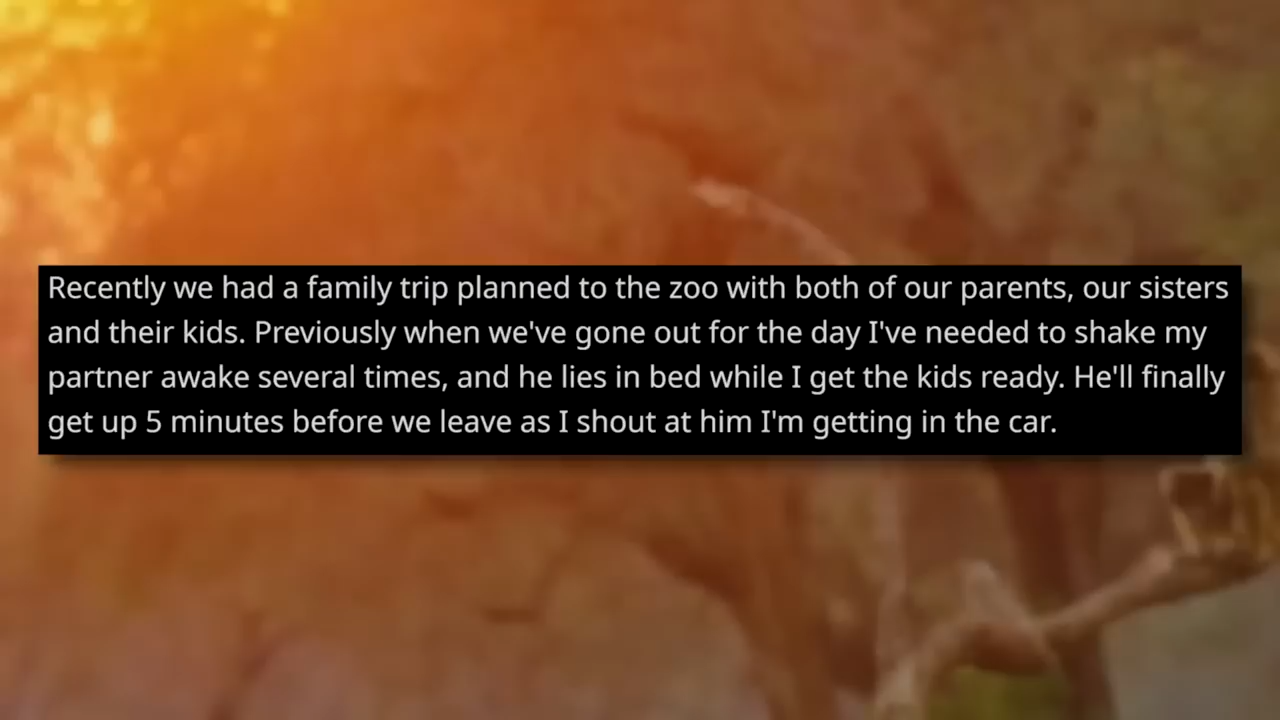 Recently we had a family trip planned to the zoo with both of our parents, our sisters
and their kids. Previously when we've gone out for the day I've needed to shake my
partner awake several times, and he lies in bed while I get the kids ready. He'll finally
get up 5 minutes before we leave as I shout at him I'm getting in the car.